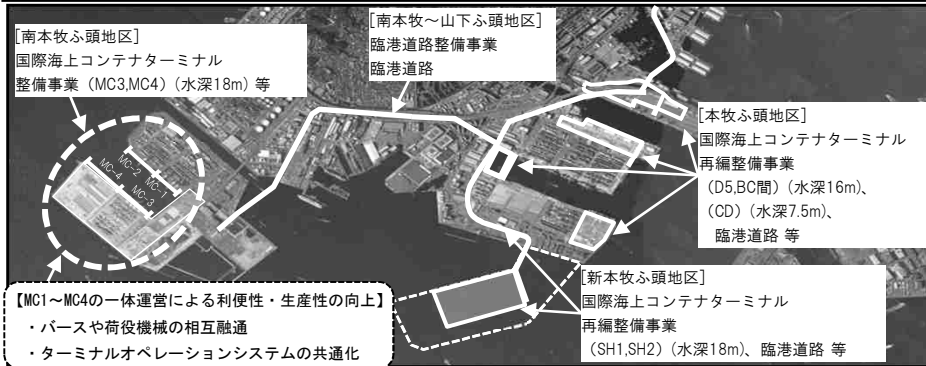 [南本牧ふ頭地区]
国際海上コンテナターミナル
整備事業（MC3,MC4）（水深18m）等
[南本牧～山下ふ頭地区]
臨港道路整備事業
臨港道路
[本牧ふ頭地区]
国際海上コンテナターミナル
再編整備事業
（D5,BC間）（水深16m）、
（CD）（水深7.5m）、
臨港道路 等
MC-2
MC-1
MC-4
MC-3
[新本牧ふ頭地区]
国際海上コンテナターミナル
再編整備事業
（SH1,SH2）（水深18m）、臨港道路 等
【MC1～MC4の一体運営による利便性・生産性の向上】
・バースや荷役機械の相互融通
・ターミナルオペレーションシステムの共通化